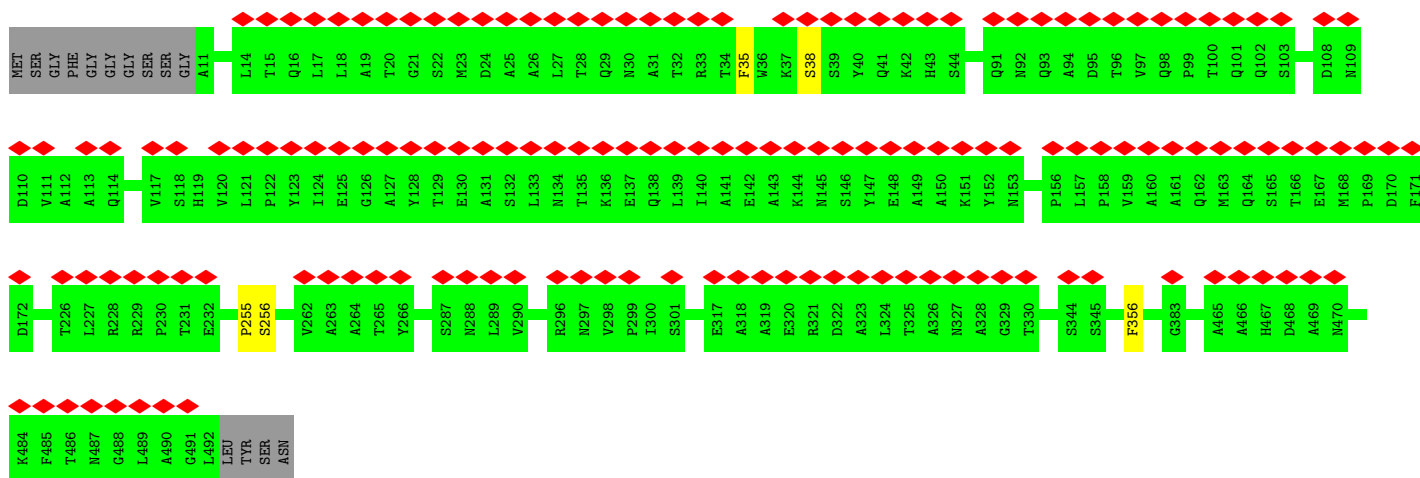 MET SER GLY PHE GLY GLY GLY SER SER GLY A11 L14 T15 Q16 L17 L18 A19 T20 G21 S22 M23 D24 A25 A26 L27 T28 Q29 N30 A31 T32 R33 T34 F35 W36 K37 S38 S39 Y40 Q41 K42 H43 S44 Q91 N92 Q93 A94 D95 T96 V97 Q98 P99 T100 Q101 Q102 S103 D108 N109
D110 V111 A112 A113 Q114 V117 S118 H119 V120 L121 P122 Y123 I124 E125 G126 A127 Y128 T129 E130 A131 S132 L133 N134 T135 K136 E137 Q138 L139 I140 A141 E142 A143 K144 N145 S146 Y147 E148 A149 A150 K151 Y152 N153 P156 L157 P158 V159 A160 A161 Q162 M163 Q164 S165 T166 E167 M168 P169 D170 F171
D172 T226 L227 R228 R229 P230 T231 E232 P255 S256 V262 A263 A264 T265 Y266 S287 N288 L289 V290 R296 N297 V298 P299 I300 S301 E317 A318 A319 E320 R321 D322 A323 L324 T325 A326 N327 A328 G329 T330 S344 S345 F356 G383 A465 A466 H467 D468 A469 N470
K484 F485 T486 N487 G488 L489 A490 G491 L492 LEU TYR SER ASN